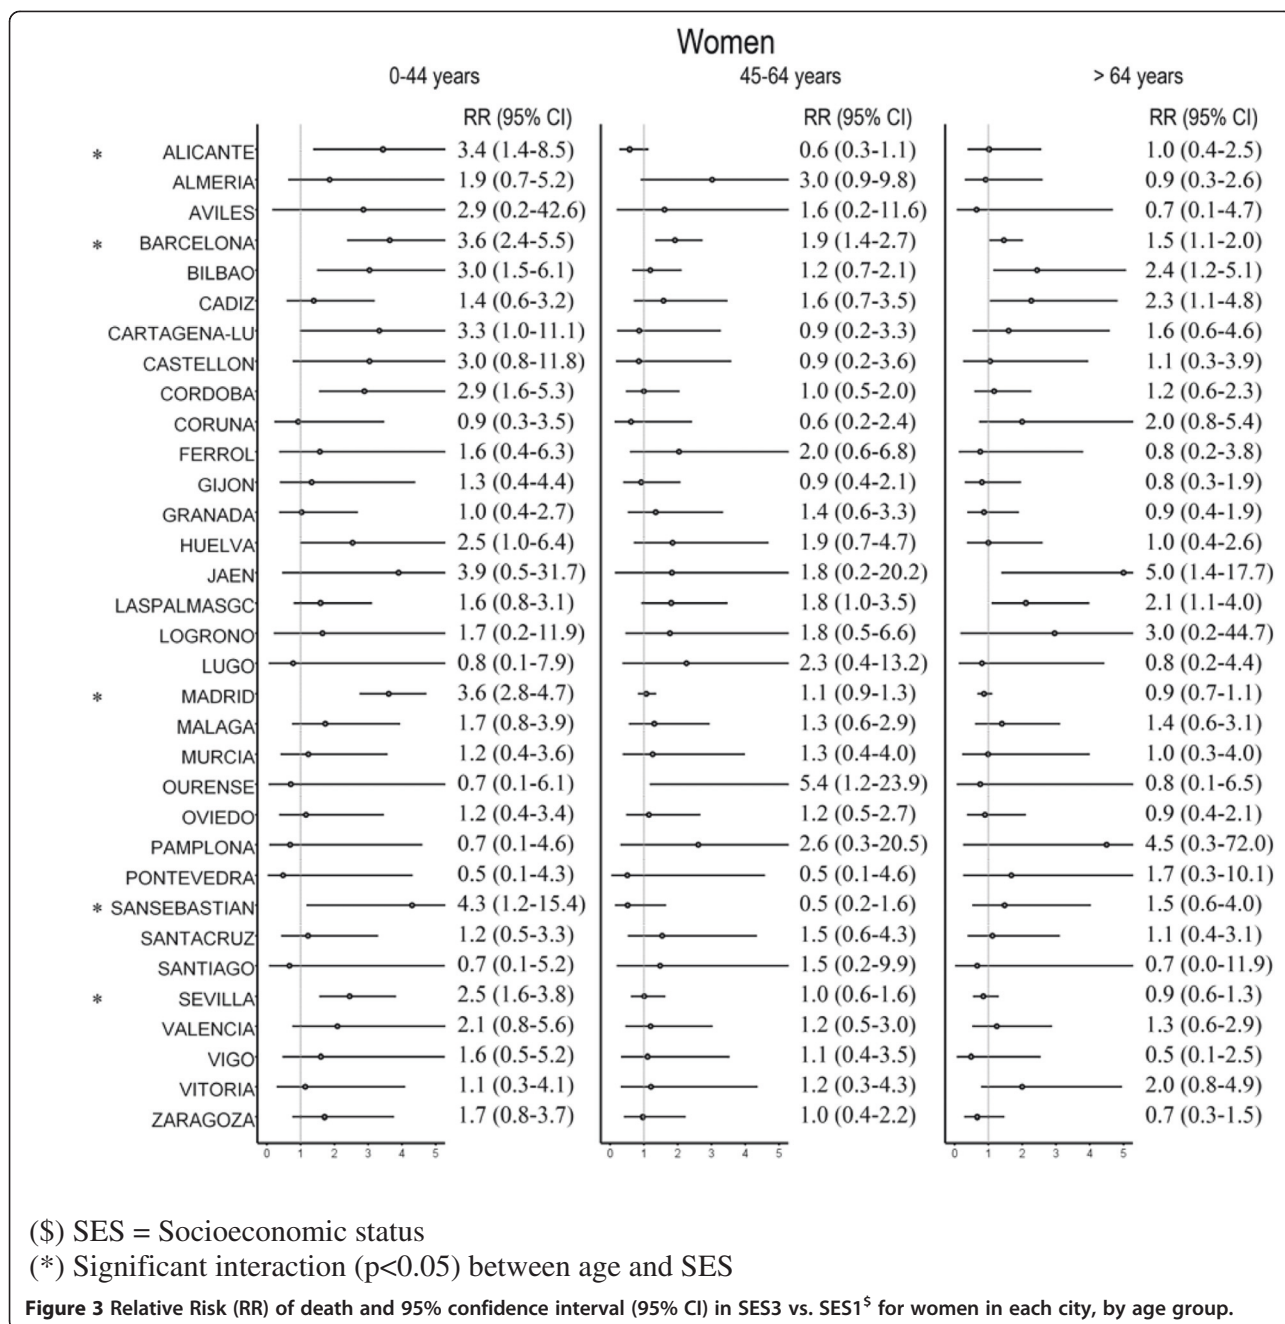 Women
0-44 years 45-64 years > 64 years
RR (95% CI) RR (95% CI) RR (95% CI)
* ALICANTE 3.4 (1.4-8.5) 0.6 (0.3-1.1) 1.0 (0.4-2.5)
ALMERIA 1.9 (0.7-5.2) 3.0 (0.9-9.8) 0.9 (0.3-2.6)
AVILES 2.9 (0.2-42.6) 1.6 (0.2-11.6) 0.7 (0.1-4.7)
* BARCELONA 3.6 (2.4-5.5) 1.9 (1.4-2.7) 1.5 (1.1-2.0)
BILBAO 3.0 (1.5-6.1) 1.2 (0.7-2.1) 2.4 (1.2-5.1)
CADIZ 1.4 (0.6-3.2) 1.6 (0.7-3.5) 2.3 (1.1-4.8)
CARTAGENA-LU 3.3 (1.0-11.1) 0.9 (0.2-3.3) 1.6 (0.6-4.6)
CASTELLON 3.0 (0.8-11.8) 0.9 (0.2-3.6) 1.1 (0.3-3.9)
CORDOBA 2.9 (1.6-5.3) 1.0 (0.5-2.0) 1.2 (0.6-2.3)
CORUNA 0.9 (0.3-3.5) 0.6 (0.2-2.4) 2.0 (0.8-5.4)
FERROL 1.6 (0.4-6.3) 2.0 (0.6-6.8) 0.8 (0.2-3.8)
GIJON 1.3 (0.4-4.4) 0.9 (0.4-2.1) 0.8 (0.3-1.9)
GRANADA 1.0 (0.4-2.7) 1.4 (0.6-3.3) 0.9 (0.4-1.9)
HUELVA 2.5 (1.0-6.4) 1.9 (0.7-4.7) 1.0 (0.4-2.6)
JAEN 3.9 (0.5-31.7) 1.8 (0.2-20.2) 5.0 (1.4-17.7)
LASPALMASGC 1.6 (0.8-3.1) 1.8 (1.0-3.5) 2.1 (1.1-4.0)
LOGRONO 1.7 (0.2-11.9) 1.8 (0.5-6.6) 3.0 (0.2-44.7)
LUGO 0.8 (0.1-7.9) 2.3 (0.4-13.2) 0.8 (0.2-4.4)
* MADRID 3.6 (2.8-4.7) 1.1 (0.9-1.3) 0.9 (0.7-1.1)
MALAGA 1.7 (0.8-3.9) 1.3 (0.6-2.9) 1.4 (0.6-3.1)
MURCIA 1.2 (0.4-3.6) 1.3 (0.4-4.0) 1.0 (0.3-4.0)
OURENSE 0.7 (0.1-6.1) 5.4 (1.2-23.9) 0.8 (0.1-6.5)
OVIEDO 1.2 (0.4-3.4) 1.2 (0.5-2.7) 0.9 (0.4-2.1)
PAMPLONA 0.7 (0.1-4.6) 2.6 (0.3-20.5) 4.5 (0.3-72.0)
PONTEVEDRA 0.5 (0.1-4.3) 0.5 (0.1-4.6) 1.7 (0.3-10.1)
* SANSEBASTIAN 4.3 (1.2-15.4) 0.5 (0.2-1.6) 1.5 (0.6-4.0)
SANTACRUZ 1.2 (0.5-3.3) 1.5 (0.6-4.3) 1.1 (0.4-3.1)
SANTIAGO 0.7 (0.1-5.2) 1.5 (0.2-9.9) 0.7 (0.0-11.9)
* SEVILLA 2.5 (1.6-3.8) 1.0 (0.6-1.6) 0.9 (0.6-1.3)
VALENCIA 2.1 (0.8-5.6) 1.2 (0.5-3.0) 1.3 (0.6-2.9)
VIGO 1.6 (0.5-5.2) 1.1 (0.4-3.5) 0.5 (0.1-2.5)
VITORIA 1.1 (0.3-4.1) 1.2 (0.3-4.3) 2.0 (0.8-4.9)
ZARAGOZA 1.7 (0.8-3.7) 1.0 (0.4-2.2) 0.7 (0.3-1.5)
0 1 2 3 4 5 0 1 2 3 4 5 0 1 2 3 4 5
($) SES = Socioeconomic status
(*) Significant interaction (p<0.05) between age and SES
Figure 3 Relative Risk (RR) of death and 95% confidence interval (95% CI) in SES3 vs. SES1$ for women in each city, by age group.